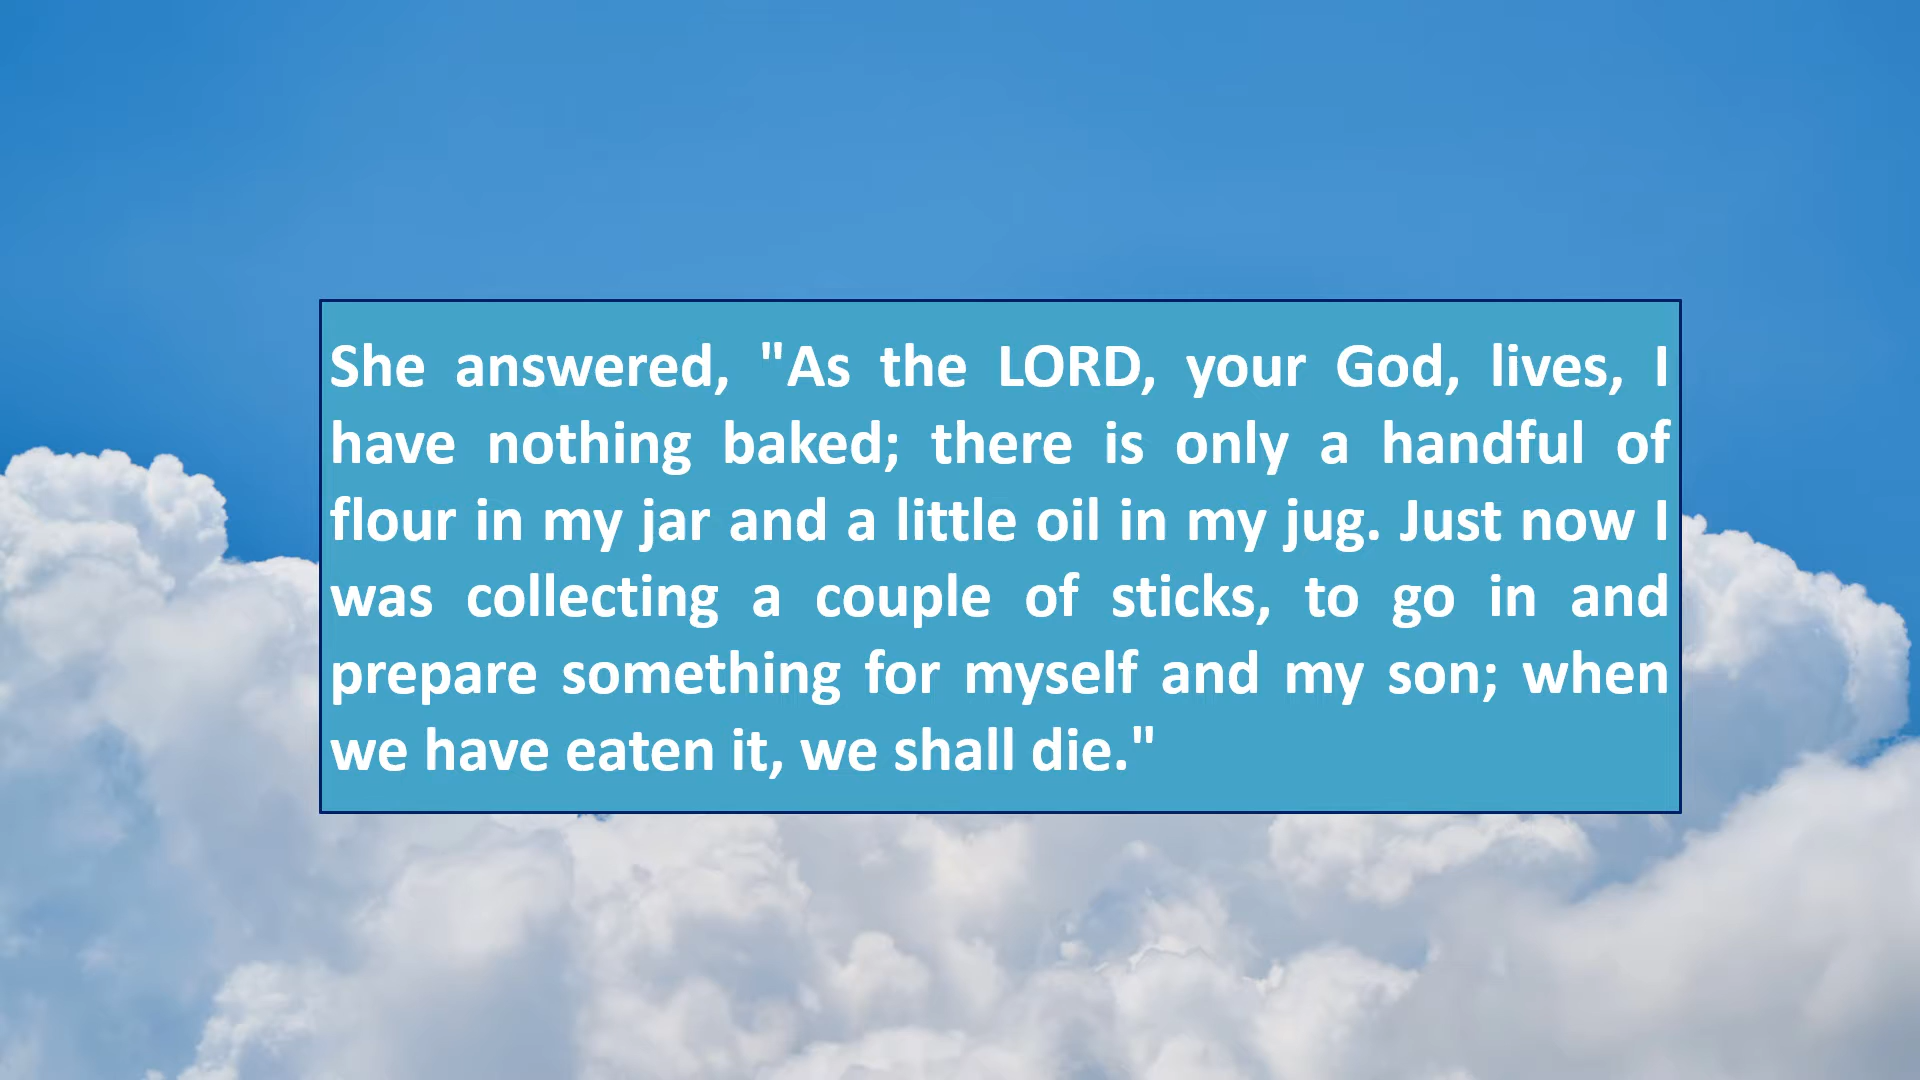 She answered, "As the LORD, your God, lives, I
have nothing baked; there is only a handful of
flour in my jar and a little oil in my jug. Just now I
was collecting a couple of sticks, to go in and
prepare something for myself and my son; when
we have eaten it, we shall die."